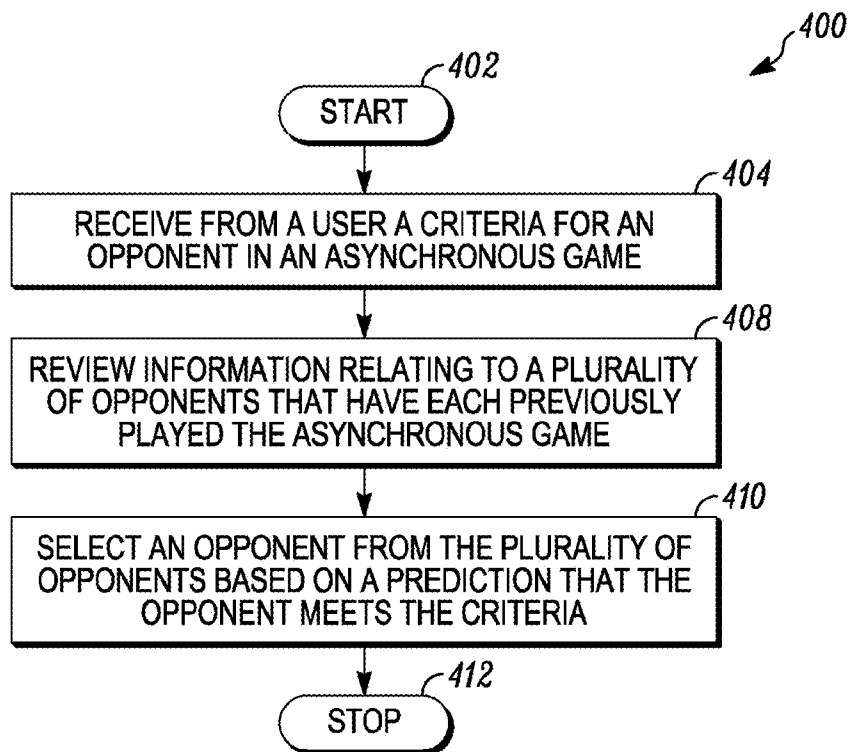 400
402
START
404
RECEIVE FROM A USER A CRITERIA FOR AN
OPPONENT IN AN ASYNCHRONOUS GAME
408
REVIEW INFORMATION RELATING TO A PLURALITY
OF OPPONENTS THAT HAVE EACH PREVIOUSLY
PLAYED THE ASYNCHRONOUS GAME
410
SELECT AN OPPONENT FROM THE PLURALITY OF
OPPONENTS BASED ON A PREDICTION THAT THE
OPPONENT MEETS THE CRITERIA
412
STOP